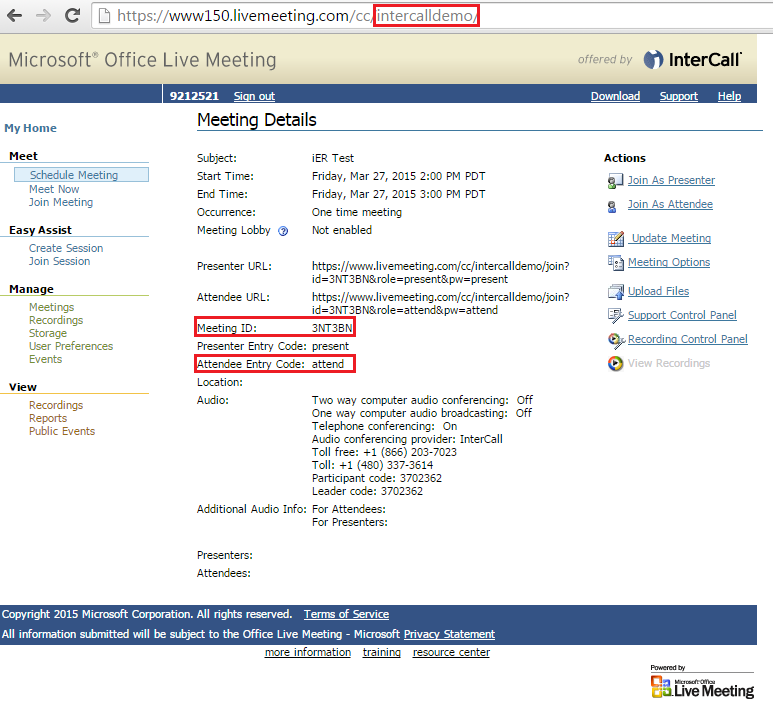 https://www150.livemeeting.com/cc/intercalldemo/
Microsoft® Office Live Meeting
offered by InterCall
9212521 Sign out
Download Support Help
My Home
Meet
Schedule Meeting
Meet Now
Join Meeting
Easy Assist
Create Session
Join Session
Manage
Meetings
Recordings
Storage
User Preferences
Events
View
Recordings
Reports
Public Events
Meeting Details
Subject: iER Test
Start Time: Friday, Mar 27, 2015 2:00 PM PDT
End Time: Friday, Mar 27, 2015 3:00 PM PDT
Occurrence: One time meeting
Meeting Lobby ? Not enabled
Presenter URL: https://www.livemeeting.com/cc/intercalldemo/join?
id=3NT3BN&role=present&pw=present
Attendee URL: https://www.livemeeting.com/cc/intercalldemo/join?
id=3NT3BN&role=attend&pw=attend
Meeting ID: 3NT3BN
Presenter Entry Code: present
Attendee Entry Code: attend
Location:
Audio: Two way computer audio conferencing: Off
One way computer audio broadcasting: Off
Telephone conferencing: On
Audio conferencing provider: InterCall
Toll free: +1 (866) 203-7023
Toll: +1 (480) 337-3614
Participant code: 3702362
Leader code: 3702362
Additional Audio Info: For Attendees:
For Presenters:
Presenters:
Attendees:
Actions
Join As Presenter
Join As Attendee
Update Meeting
Meeting Options
Upload Files
Support Control Panel
Recording Control Panel
View Recordings
Copyright 2015 Microsoft Corporation. All rights reserved. Terms of Service
All information submitted will be subject to the Office Live Meeting - Microsoft Privacy Statement
more information training resource center
Powered by
Microsoft Office
Live Meeting